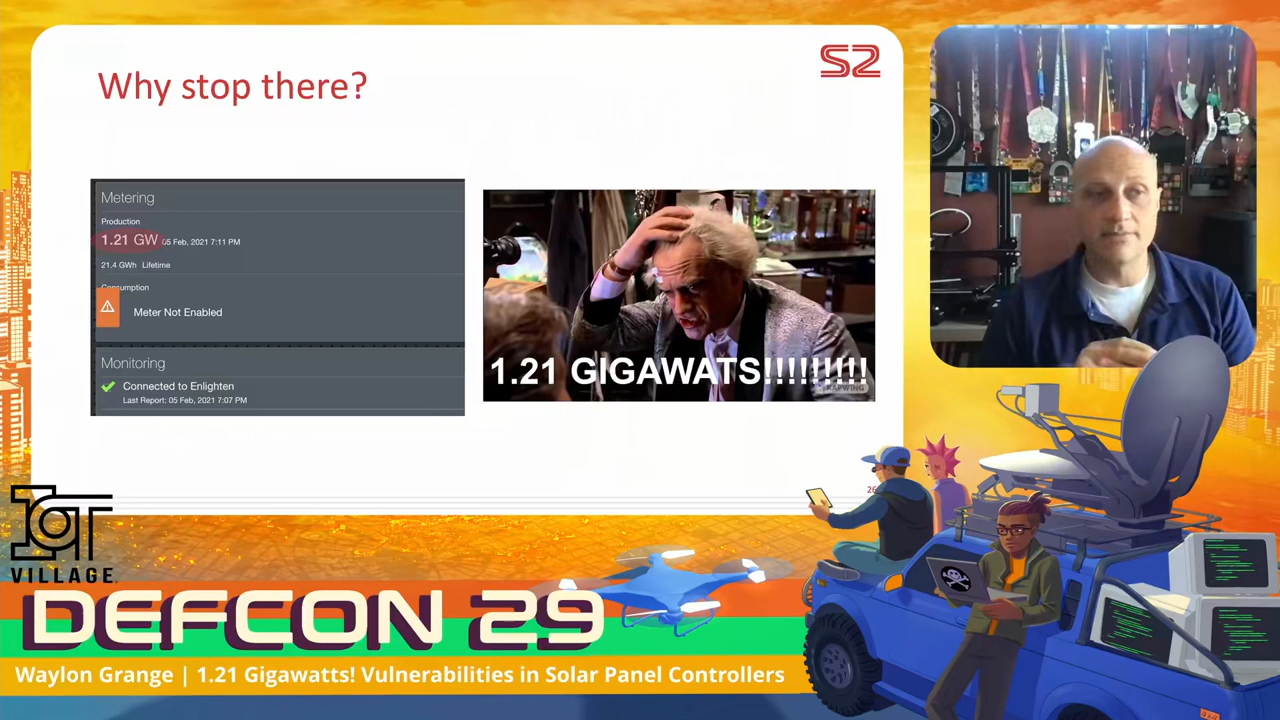 Why stop there?
S2
Metering
Production
1.21 GW 05 Feb, 2021 7:11 PM
21.4 GWh Lifetime
Consumption
Meter Not Enabled
Monitoring
Connected to Enlighten
Last Report: 05 Feb, 2021 7:07 PM
1.21 GIGAWATS!!!!!!!!!
KAPWING
IOT
VILLAGE
DEFCON 29
Waylon Grange | 1.21 Gigawatts! Vulnerabilities in Solar Panel Controllers